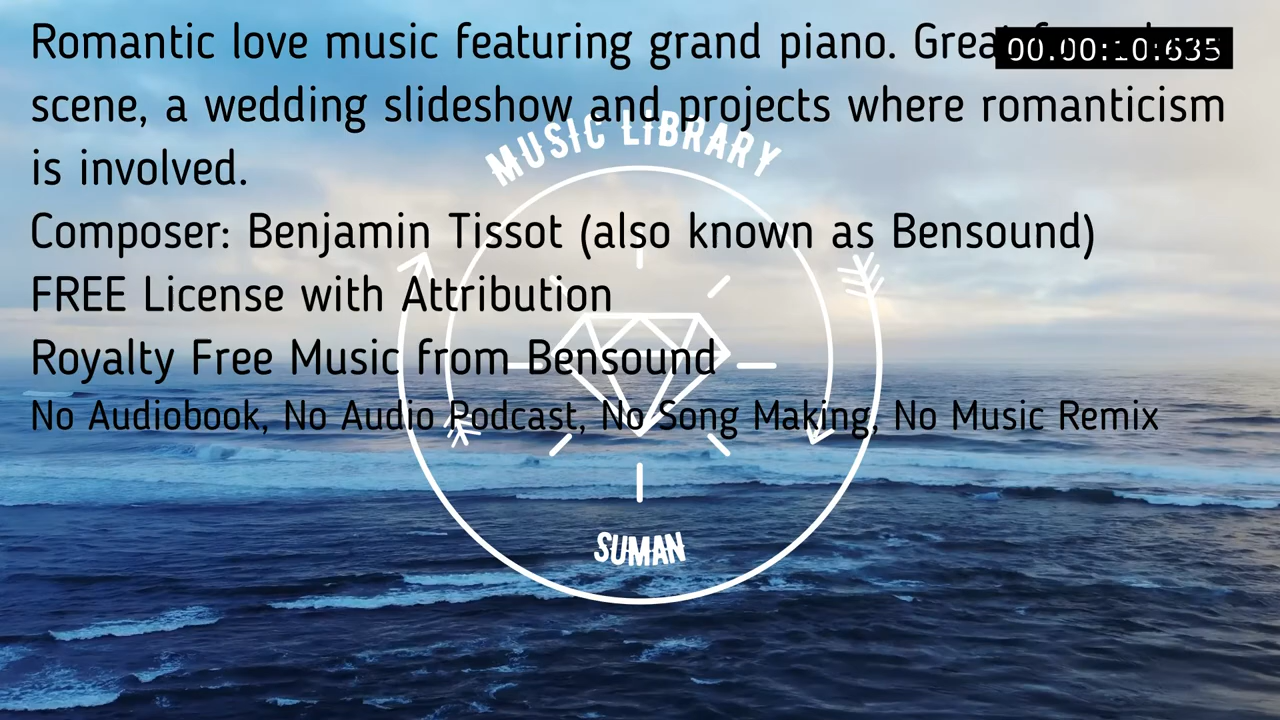 Romantic love music featuring grand piano. Grea
00:00:10:635
scene, a wedding slideshow and projects where romanticism
is involved.
MUSIC LIBRARY
Composer: Benjamin Tissot (also known as Bensound)
FREE License with Attribution
Royalty Free Music from Bensound
No Audiobook, No Audio Podcast, No Song Making, No Music Remix
SUMAN